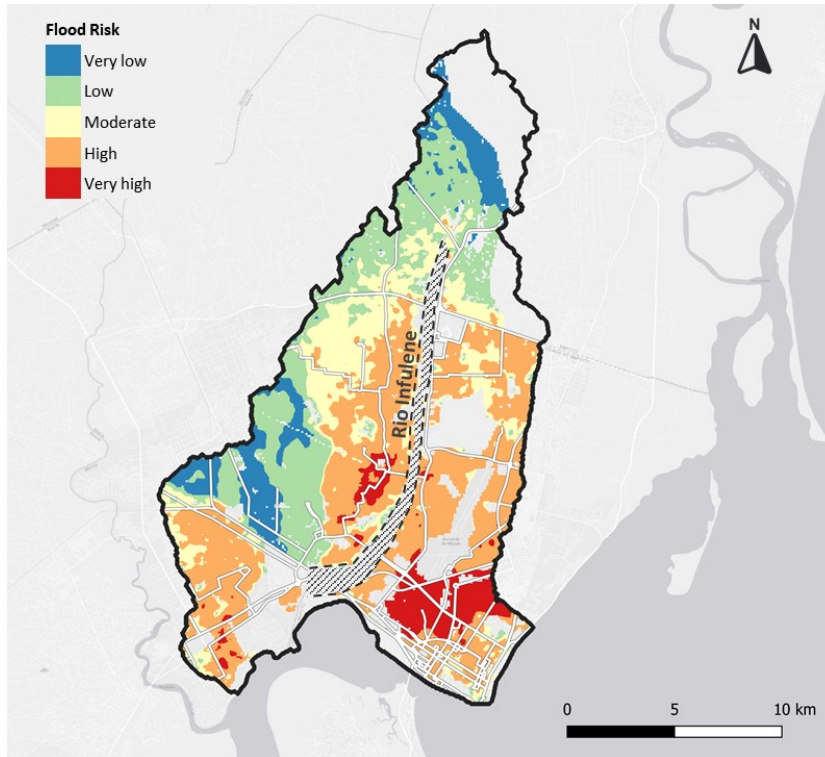 Flood Risk
Very low
Low
Moderate
High
Very high
N
Rio Infulene
0 5 10 km